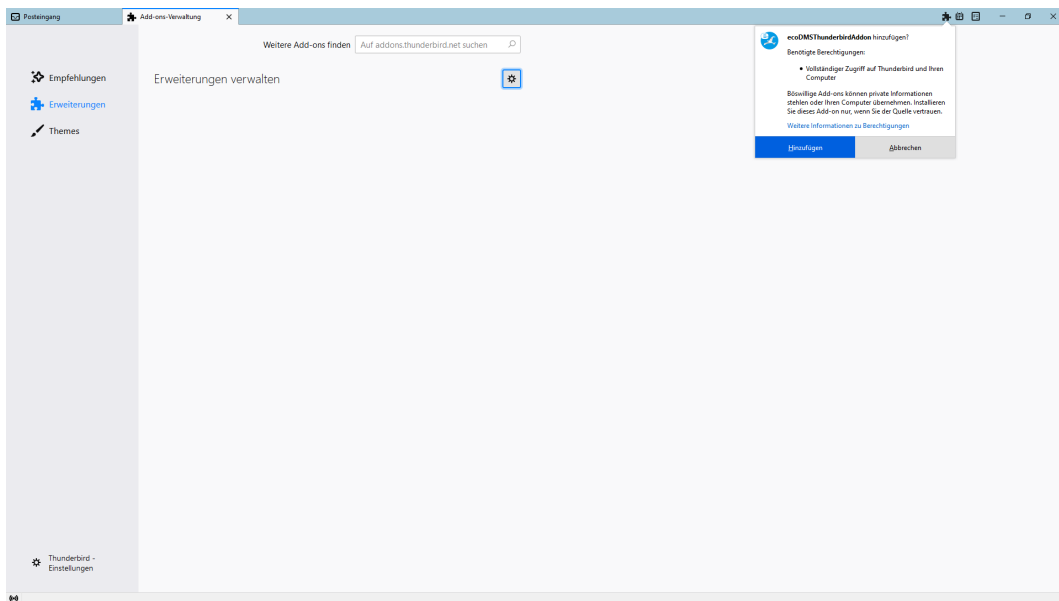 Posteingang
Add-ons-Verwaltung
Weitere Add-ons finden
Auf addons.thunderbird.net suchen
Empfehlungen
Erweiterungen
Themes
Erweiterungen verwalten
ecoDMSThunderbirdAddon hinzufügen?
Benötigte Berechtigungen:
• Vollständiger Zugriff auf Thunderbird und Ihren
Computer
Böswillige Add-ons können private Informationen
stehlen oder Ihren Computer übernehmen. Installieren
Sie dieses Add-on nur, wenn Sie der Quelle vertrauen.
Weitere Informationen zu Berechtigungen
Hinzufügen
Abbrechen
Thunderbird -
Einstellungen